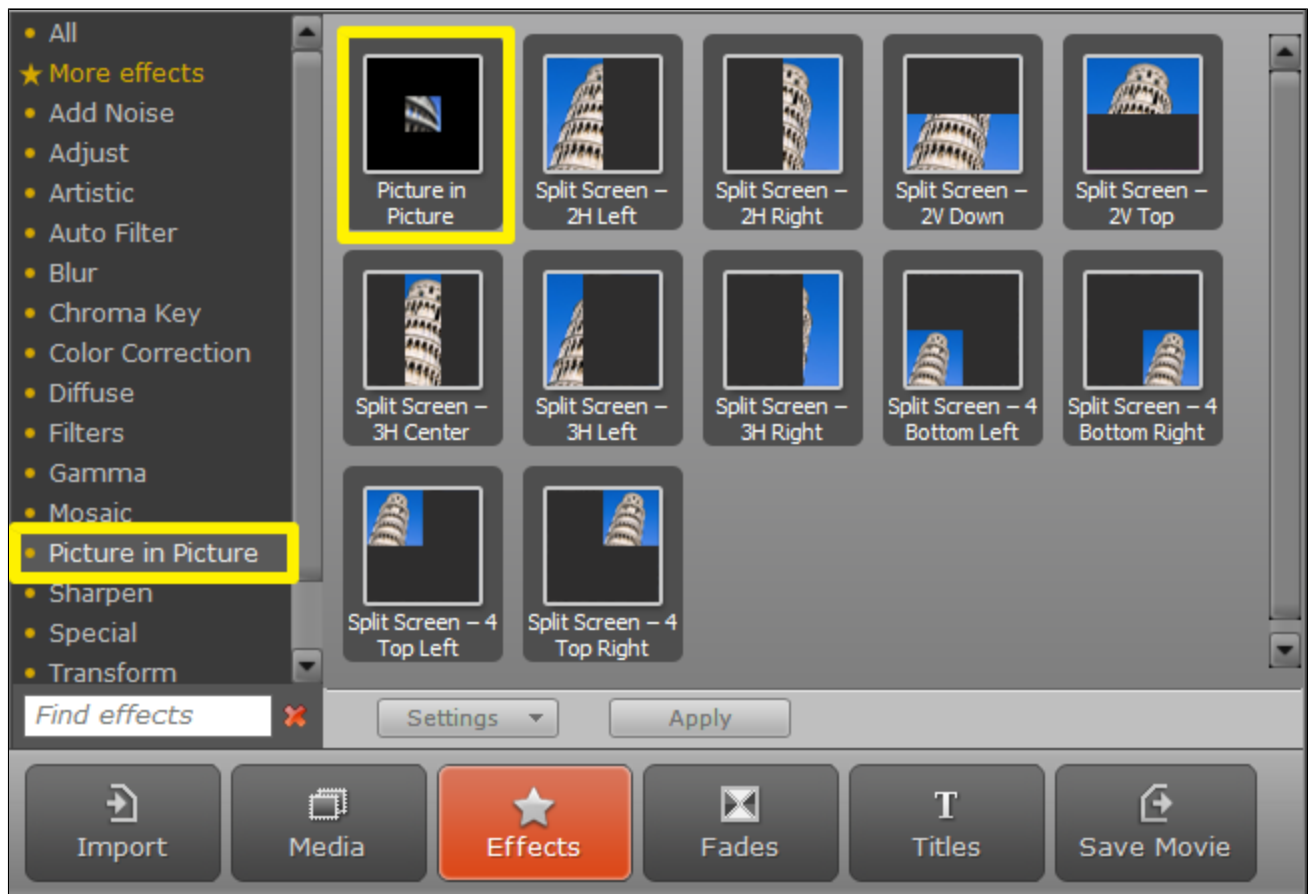 All
More effects
Add Noise
Adjust
Artistic
Auto Filter
Blur
Chroma Key
Color Correction
Diffuse
Filters
Gamma
Mosaic
Picture in Picture
Sharpen
Special
Transform
Find effects
Picture in
Picture
Split Screen –
2H Left
Split Screen –
2H Right
Split Screen –
2V Down
Split Screen –
2V Top
Split Screen –
3H Center
Split Screen –
3H Left
Split Screen –
3H Right
Split Screen – 4
Bottom Left
Split Screen – 4
Bottom Right
Split Screen – 4
Top Left
Split Screen – 4
Top Right
Settings
Apply
Import
Media
Effects
Fades
T
Titles
Save Movie